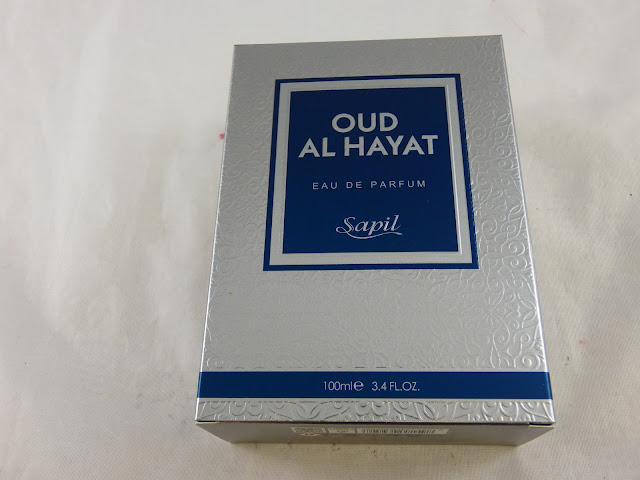 OUD
AL HAYAT
EAU DE PARFUM
Sapil
100ml℮ 3.4 FL.OZ.